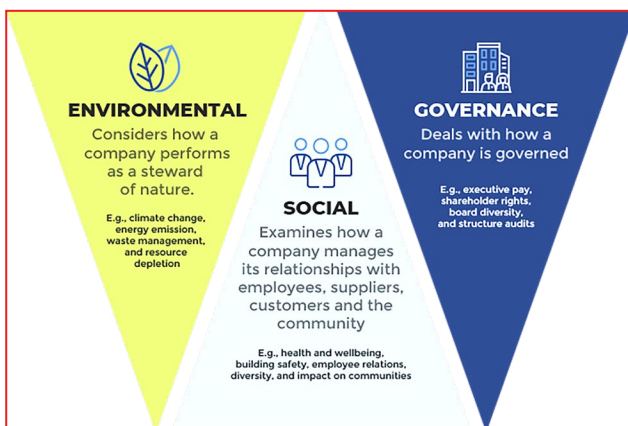 ENVIRONMENTAL
Considers how a
company performs
as a steward
of nature.
E.g., climate change,
energy emission,
waste management,
and resource
depletion
SOCIAL
Examines how a
company manages
its relationships with
employees, suppliers,
customers and the
community
E.g., health and wellbeing,
building safety, employee relations,
diversity, and impact on communities
GOVERNANCE
Deals with how a
company is governed
E.g., executive pay,
shareholder rights,
board diversity,
and structure audits